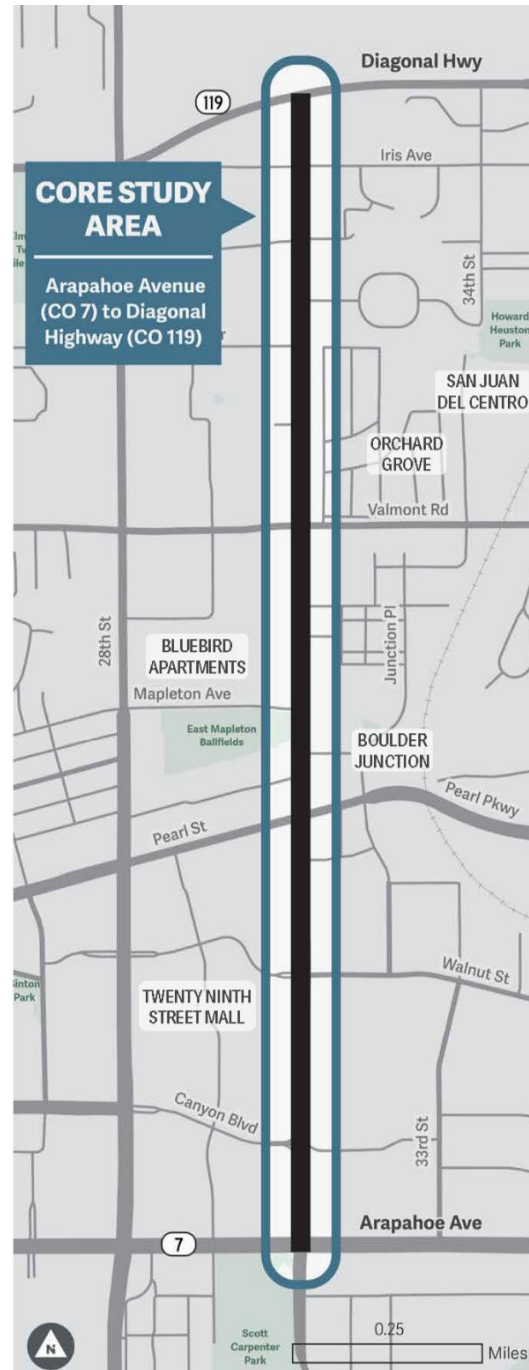 Diagonal Hwy
119
Iris Ave
CORE STUDY
AREA
Arapahoe Avenue
(CO 7) to Diagonal
Highway (CO 119)
34th St
Howard
Heuston
Park
SAN JUAN
DEL CENTRO
ORCHARD
GROVE
Valmont Rd
28th St
Junction Pl
BLUEBIRD
APARTMENTS
Mapleton Ave
East Mapleton
Ballfields
BOULDER
JUNCTION
Pearl Pkwy
Pearl St
Walnut St
Park
TWENTY NINTH
STREET MALL
Canyon Blvd
33rd St
Arapahoe Ave
7
Scott
Carpenter
Park
0.25
Miles
N